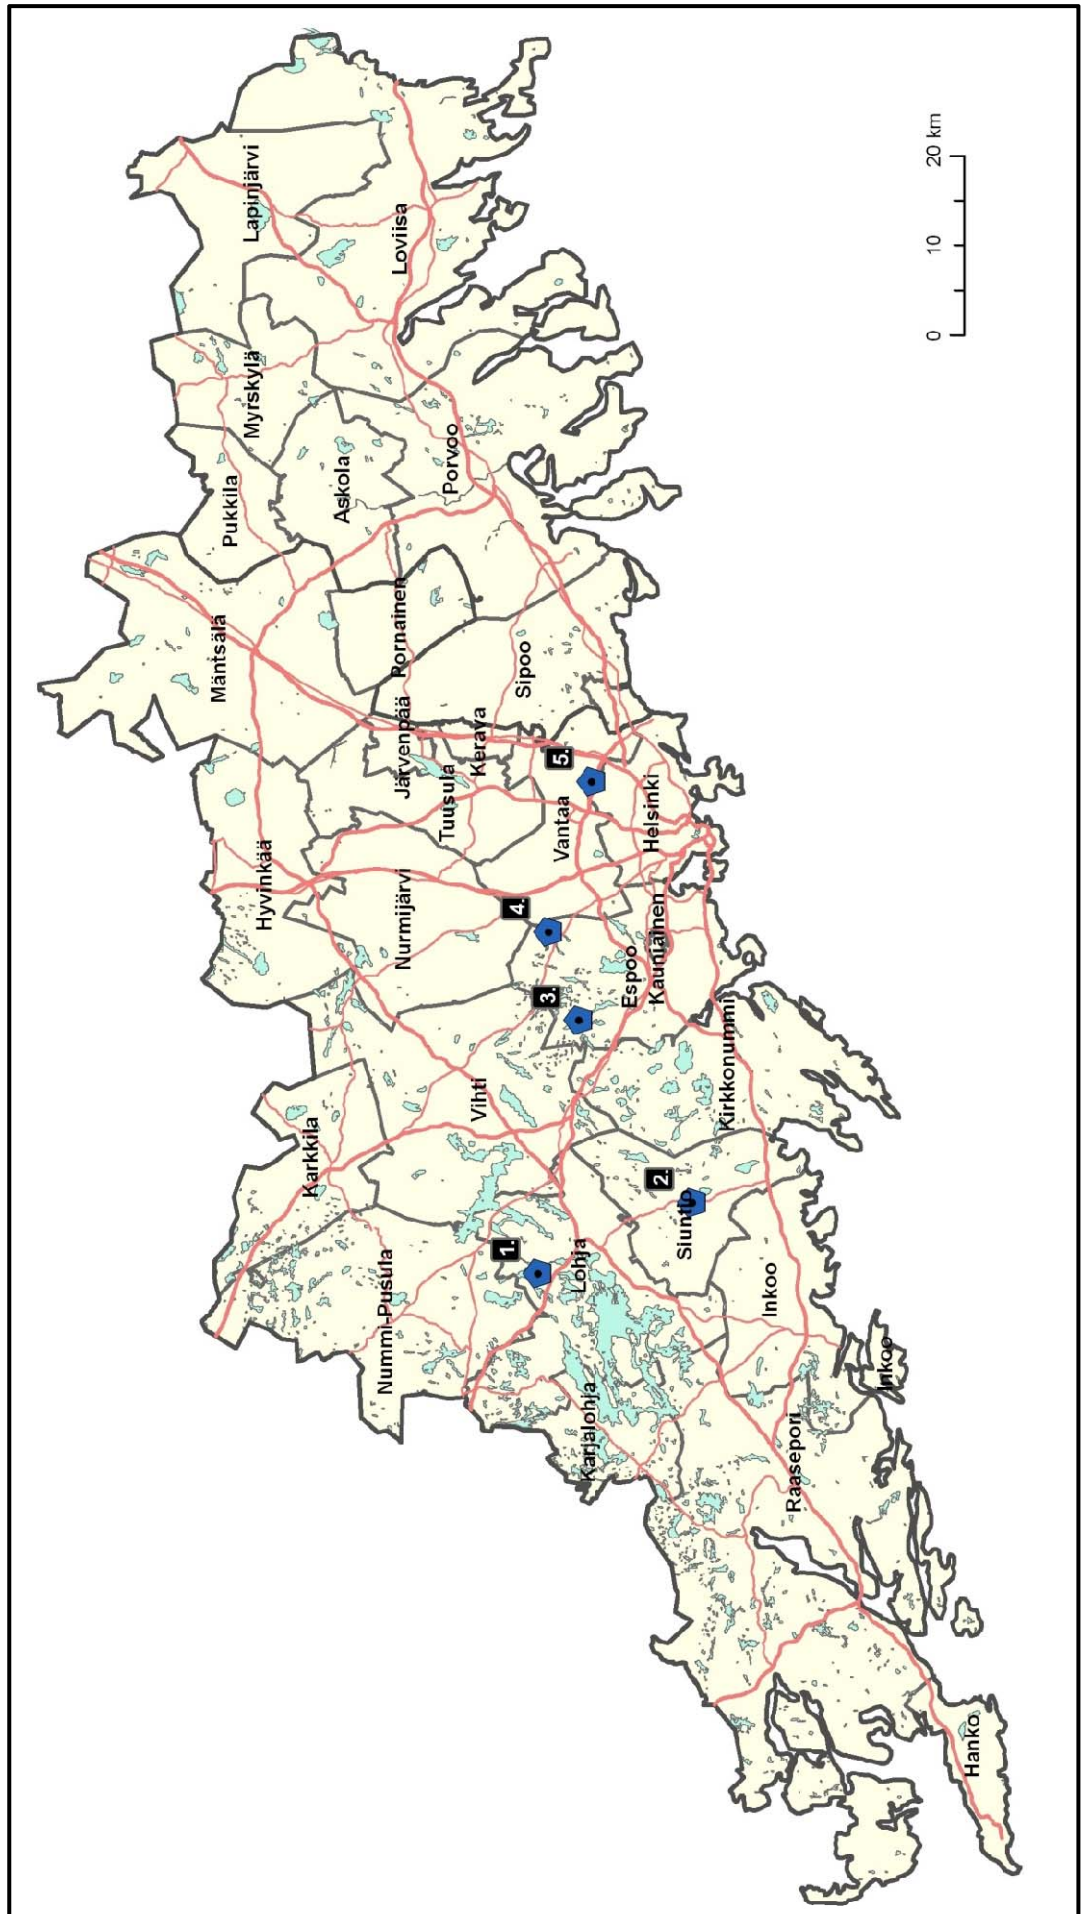 Lapinjärvi
Loviisa
Myrskylä
Pukkila
Askola
Porvoo
Mäntsälä
Pornainen
Sipoo
Järvenpää
Kerava
Tuusula
Hyvinkää
Nurmijärvi
Vantaa
Helsinki
Kauniainen
Espoo
5.
4.
3.
Vihti
Karkkila
Kirkkonummi
2.
Siuntio
1.
Lohja
Nummi-Pusula
Inkoo
Inkoo
Karjalohja
Raasepori
Hanko
0 10 20 km